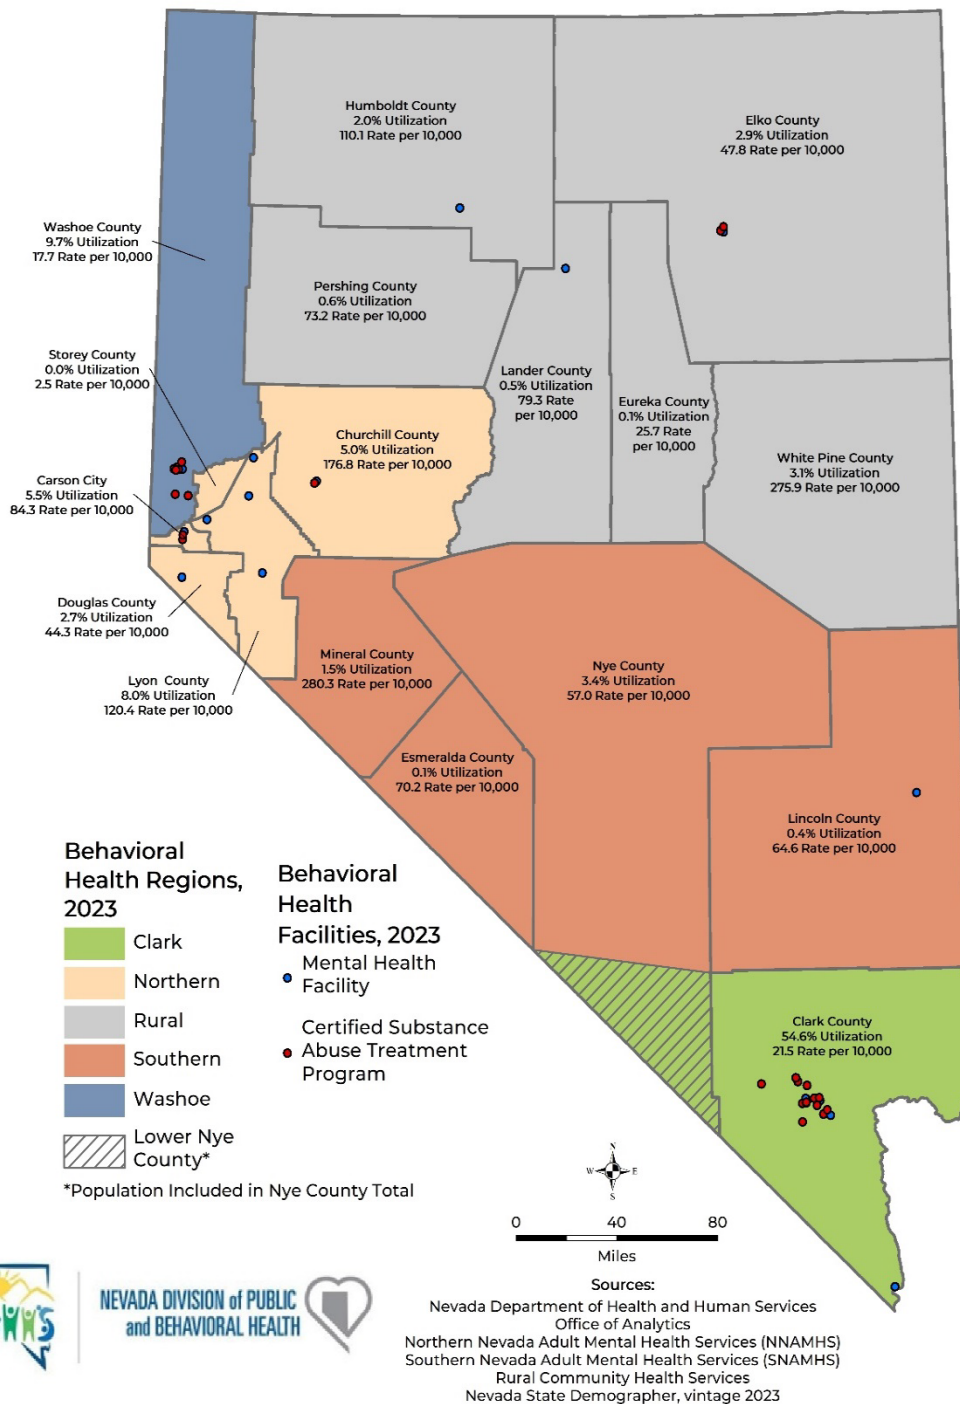 Humboldt County
2.0% Utilization
110.1 Rate per 10,000
Elko County
2.9% Utilization
47.8 Rate per 10,000
Washoe County
9.7% Utilization
17.7 Rate per 10,000
Pershing County
0.6% Utilization
73.2 Rate per 10,000
Storey County
0.0% Utilization
2.5 Rate per 10,000
Lander County
0.5% Utilization
79.3 Rate
per 10,000
Eureka County
0.1% Utilization
25.7 Rate
per 10,000
Churchill County
5.0% Utilization
176.8 Rate per 10,000
White Pine County
3.1% Utilization
275.9 Rate per 10,000
Carson City
5.5% Utilization
84.3 Rate per 10,000
Douglas County
2.7% Utilization
44.3 Rate per 10,000
Lyon County
8.0% Utilization
120.4 Rate per 10,000
Mineral County
1.5% Utilization
280.3 Rate per 10,000
Nye County
3.4% Utilization
57.0 Rate per 10,000
Esmeralda County
0.1% Utilization
70.2 Rate per 10,000
Lincoln County
0.4% Utilization
64.6 Rate per 10,000
Clark County
54.6% Utilization
21.5 Rate per 10,000
Behavioral
Health Regions,
2023
Clark
Northern
Rural
Southern
Washoe
Lower Nye
County*
*Population Included in Nye County Total
Behavioral
Health
Facilities, 2023
Mental Health
Facility
Certified Substance
Abuse Treatment
Program
N
W E
S
0 40 80
Miles
Sources:
Nevada Department of Health and Human Services
Office of Analytics
Northern Nevada Adult Mental Health Services (NNAMHS)
Southern Nevada Adult Mental Health Services (SNAMHS)
Rural Community Health Services
Nevada State Demographer, vintage 2023
NEVADA DIVISION of PUBLIC
and BEHAVIORAL HEALTH